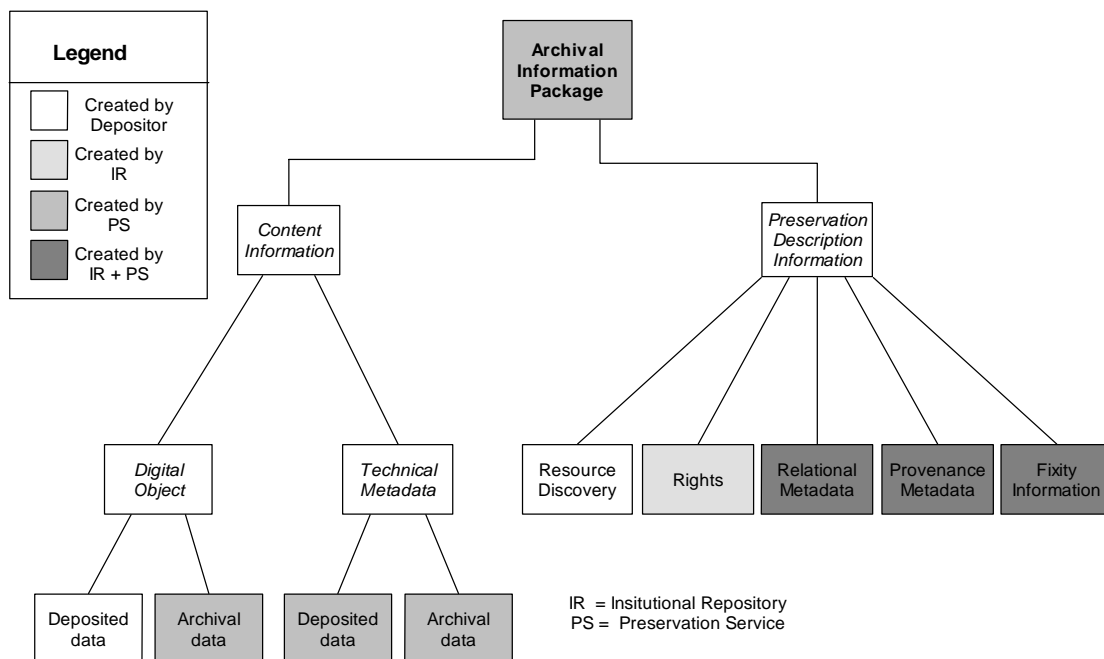 Legend
Created by
Depositor
Created by
IR
Created by
PS
Created by
IR + PS
Archival
Information
Package
Content
Information
Preservation
Description
Information
Digital
Object
Technical
Metadata
Resource
Discovery
Rights
Relational
Metadata
Provenance
Metadata
Fixity
Information
Deposited
data
Archival
data
Deposited
data
Archival
data
IR = Insitutional Repository
PS = Preservation Service